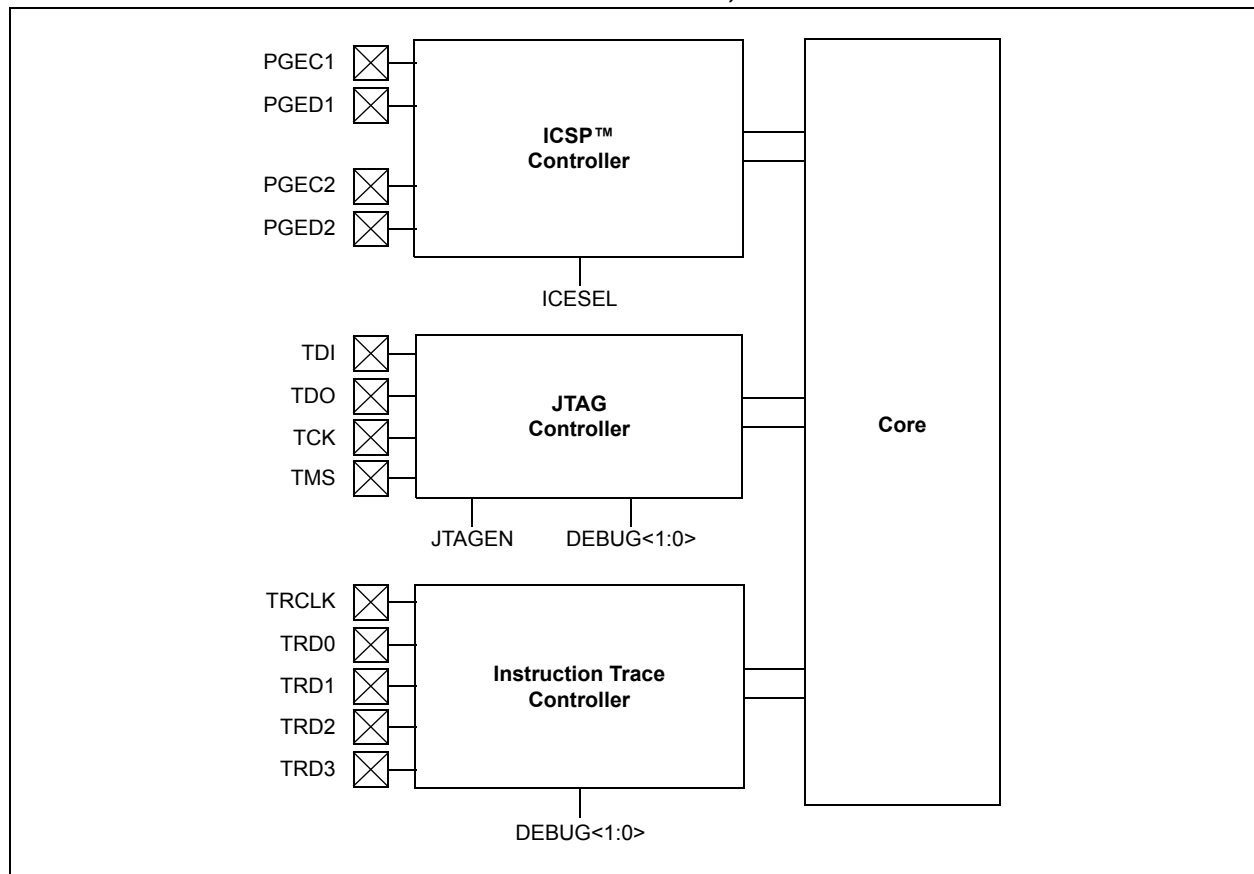 PGEC1
PGED1
PGEC2
PGED2
ICSP™
Controller
ICESEL
TDI
TDO
TCK
TMS
JTAG
Controller
Core
JTAGEN DEBUG<1:0>
TRCLK
TRD0
TRD1
TRD2
TRD3
Instruction Trace
Controller
DEBUG<1:0>